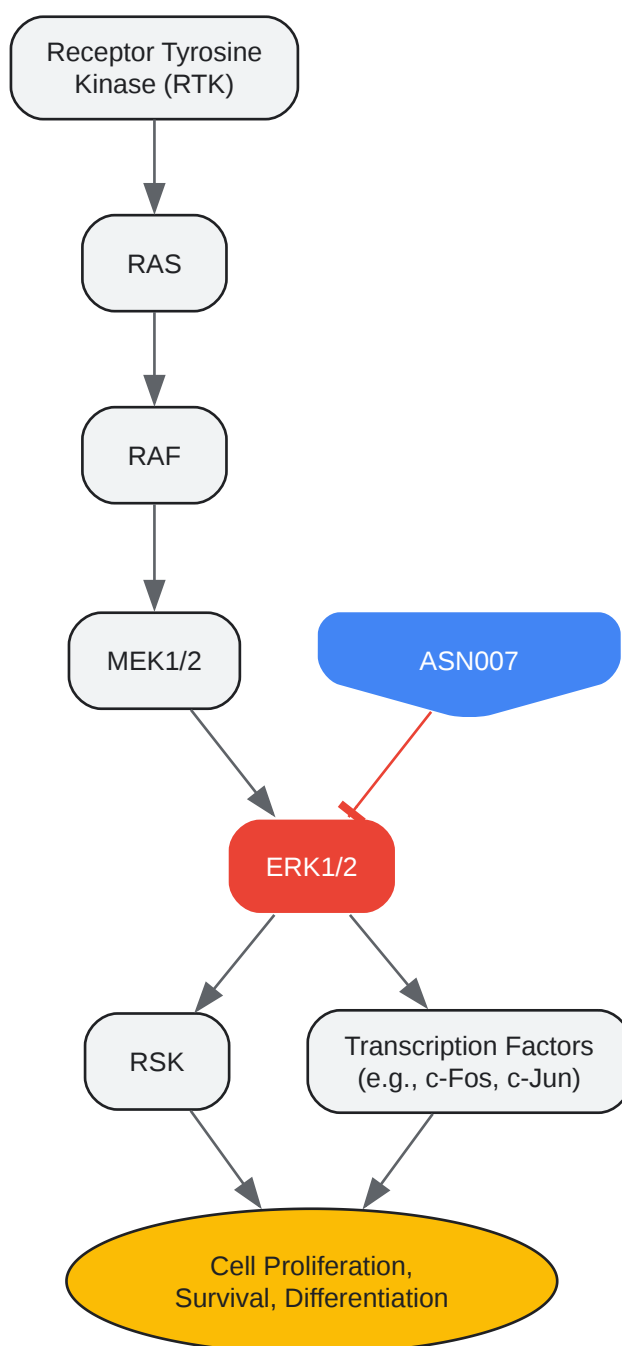 Receptor Tyrosine
Kinase (RTK)
RAS
RAF
MEK1/2
ASN007
ERK1/2
RSK
Transcription Factors
(e.g., c-Fos, c-Jun)
Cell Proliferation,
Survival, Differentiation